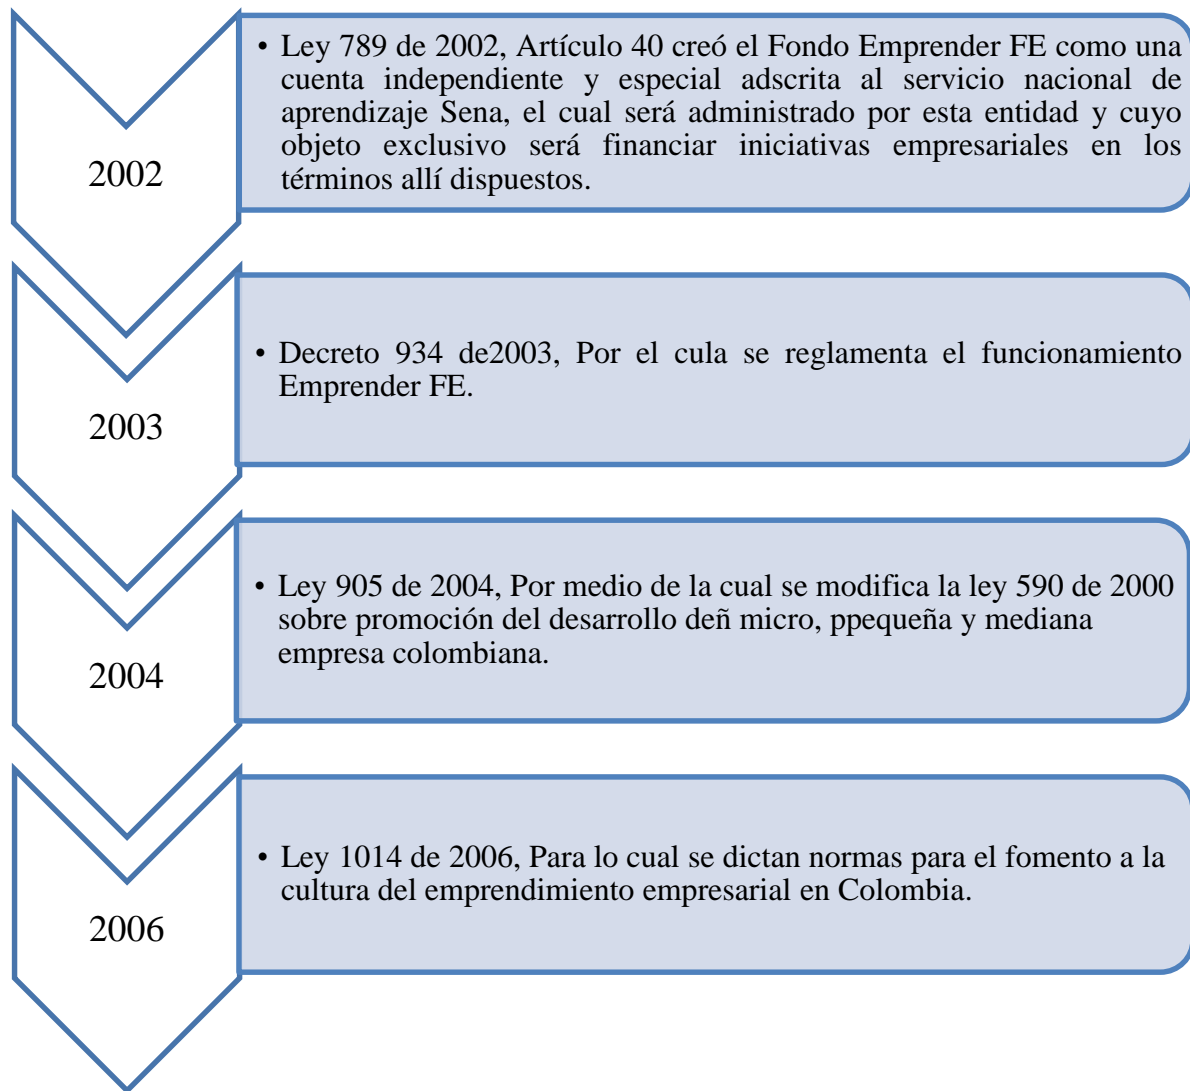 2002
• Ley 789 de 2002, Artículo 40 creó el Fondo Emprender FE como una
cuenta independiente y especial adscrita al servicio nacional de
aprendizaje Sena, el cual será administrado por esta entidad y cuyo
objeto exclusivo será financiar iniciativas empresariales en los
términos allí dispuestos.
2003
• Decreto 934 de2003, Por el cula se reglamenta el funcionamiento
Emprender FE.
2004
• Ley 905 de 2004, Por medio de la cual se modifica la ley 590 de 2000
sobre promoción del desarrollo deñ micro, ppequeña y mediana
empresa colombiana.
2006
• Ley 1014 de 2006, Para lo cual se dictan normas para el fomento a la
cultura del emprendimiento empresarial en Colombia.